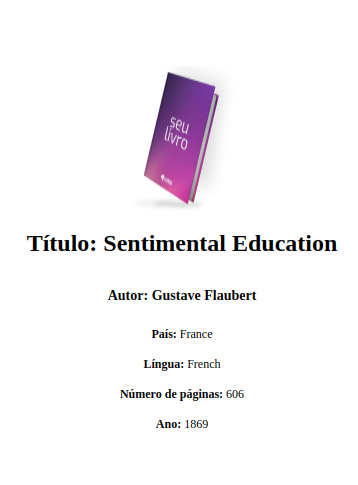 seu
livro
Título: Sentimental Education
Autor: Gustave Flaubert
País: France
Língua: French
Número de páginas: 606
Ano: 1869